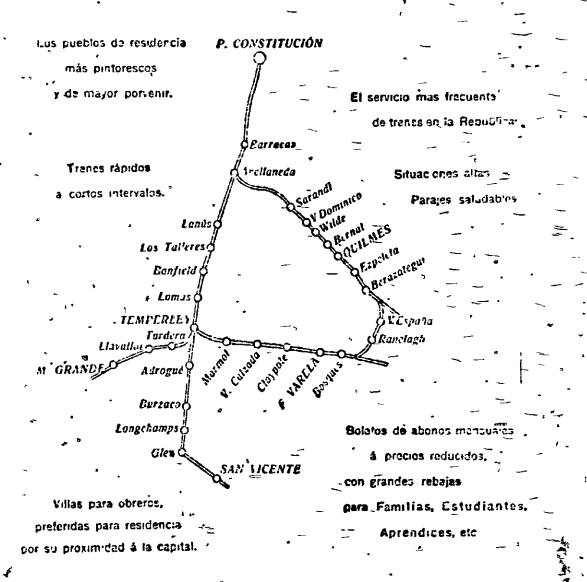 Los pueblos de residencia
más pintorescos
y de mayor porvenir.
P. CONSTITUCIÓN
El servicio mas frecuente
de trenes en la República.
Barracas
Avellaneda
Trenes rápidos
a cortos intervalos.
Situaciones altas
Parajes saludables
Sarandí
V. Dominico
Wilde
Bernal
QUILMES
Ezpeleta
Berazategui
V. España
Ranelagh
Lanús
Los Talleres
Banfield
Lomas
TEMPERLEY
Turdera
Llavallol
M. GRANDE
Marmol
V. Calzada
Claypole
F. VARELA
Bosques
Adrogué
Burzaco
Longchamps
Glew
SAN VICENTE
Boletos de abonos mensuales
á precios reducidos,
con grandes rebajas
para Familias, Estudiantes,
Aprendices, etc
Villas para obreros,
preferidas para residencia
por su proximidad á la capital.